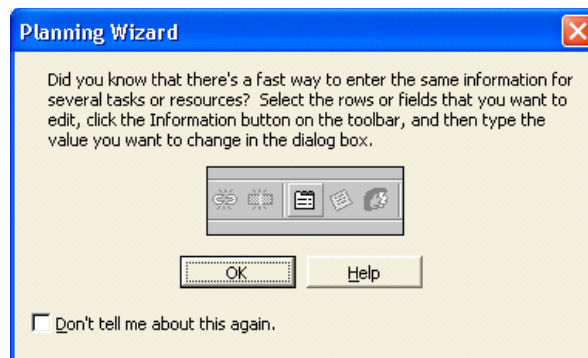 Planning Wizard
Did you know that there's a fast way to enter the same information for
several tasks or resources? Select the rows or fields that you want to
edit, click the Information button on the toolbar, and then type the
value you want to change in the dialog box.
OK
Help
Don't tell me about this again.